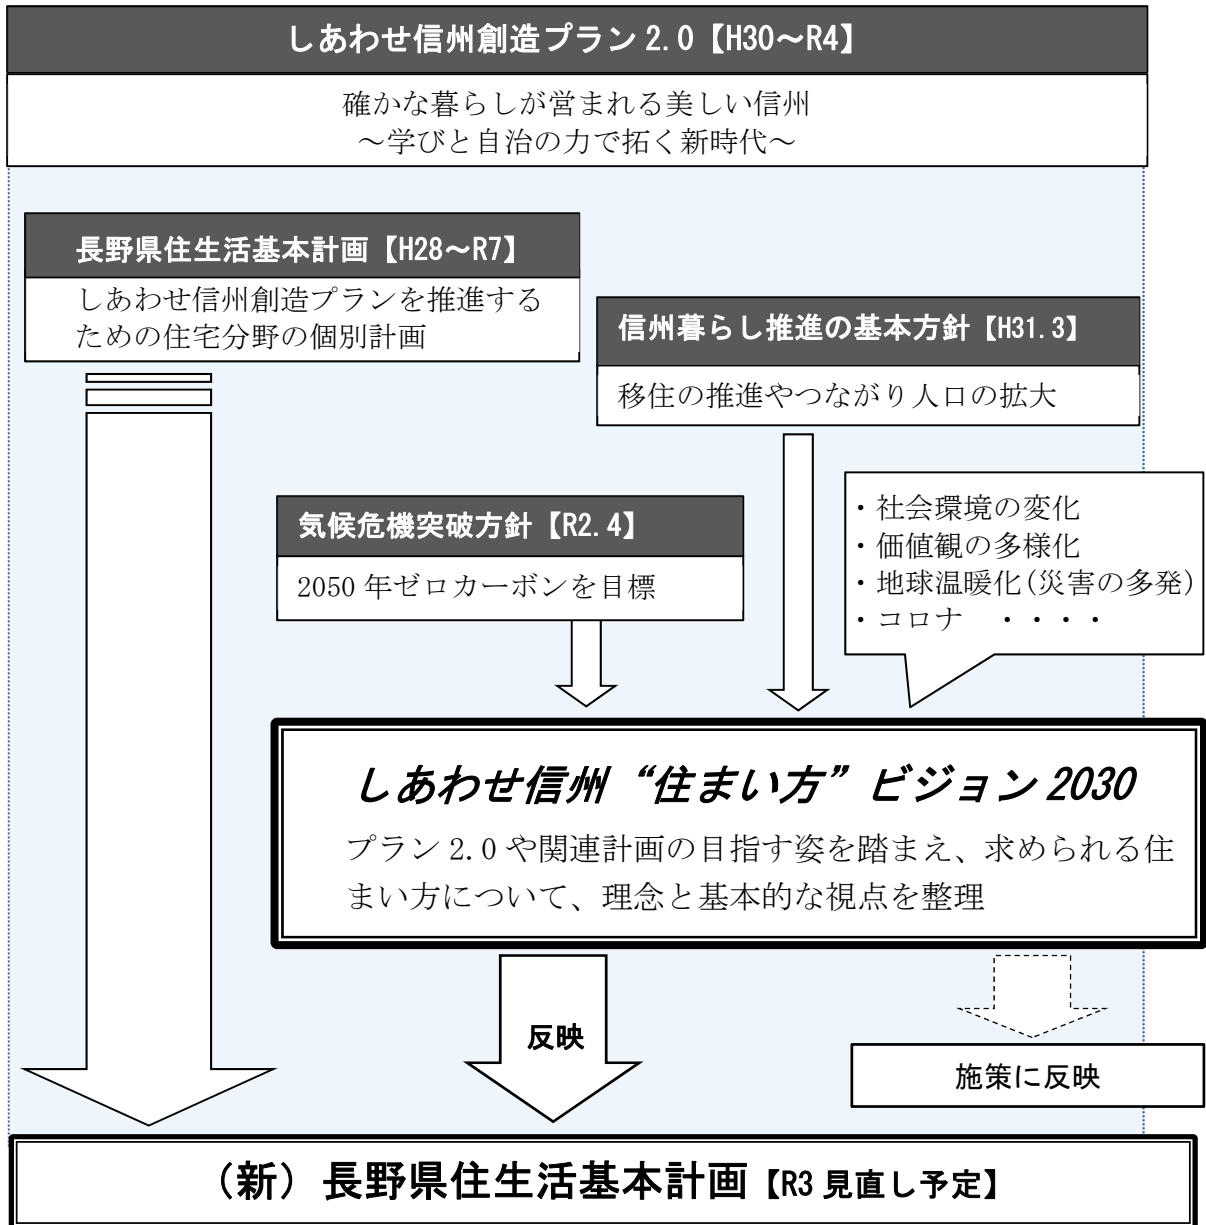 しあわせ信州創造プラン 2.0【H30～R4】
確かな暮らしが営まれる美しい信州
～学びと自治の力で拓く新時代～
長野県住生活基本計画【H28～R7】
しあわせ信州創造プランを推進する
ための住宅分野の個別計画
信州暮らし推進の基本方針【H31.3】
移住の推進やつながり人口の拡大
気候危機突破方針【R2.4】
2050 年ゼロカーボンを目標
・社会環境の変化
・価値観の多様化
・地球温暖化(災害の多発)
・コロナ　・・・・
しあわせ信州“住まい方”ビジョン 2030
プラン 2.0 や関連計画の目指す姿を踏まえ、求められる住
まい方について、理念と基本的な視点を整理
反映
施策に反映
（新）長野県住生活基本計画【R3 見直し予定】